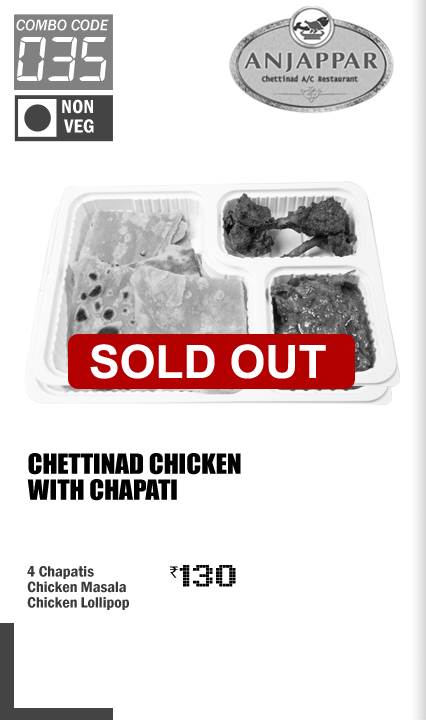 COMBO CODE
035
NON
VEG
ANJAPPAR
Chettinad A/C Restaurant
SOLD OUT
CHETTINAD CHICKEN
WITH CHAPATI
4 Chapatis
Chicken Masala
Chicken Lollipop
₹130